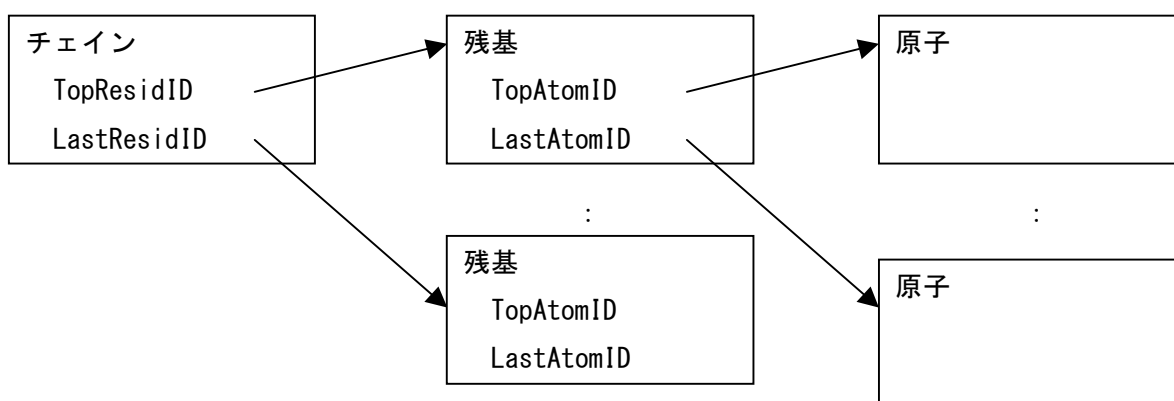 チェイン
TopResidID
LastResidID
残基
TopAtomID
LastAtomID
:
残基
TopAtomID
LastAtomID
原子
:
原子